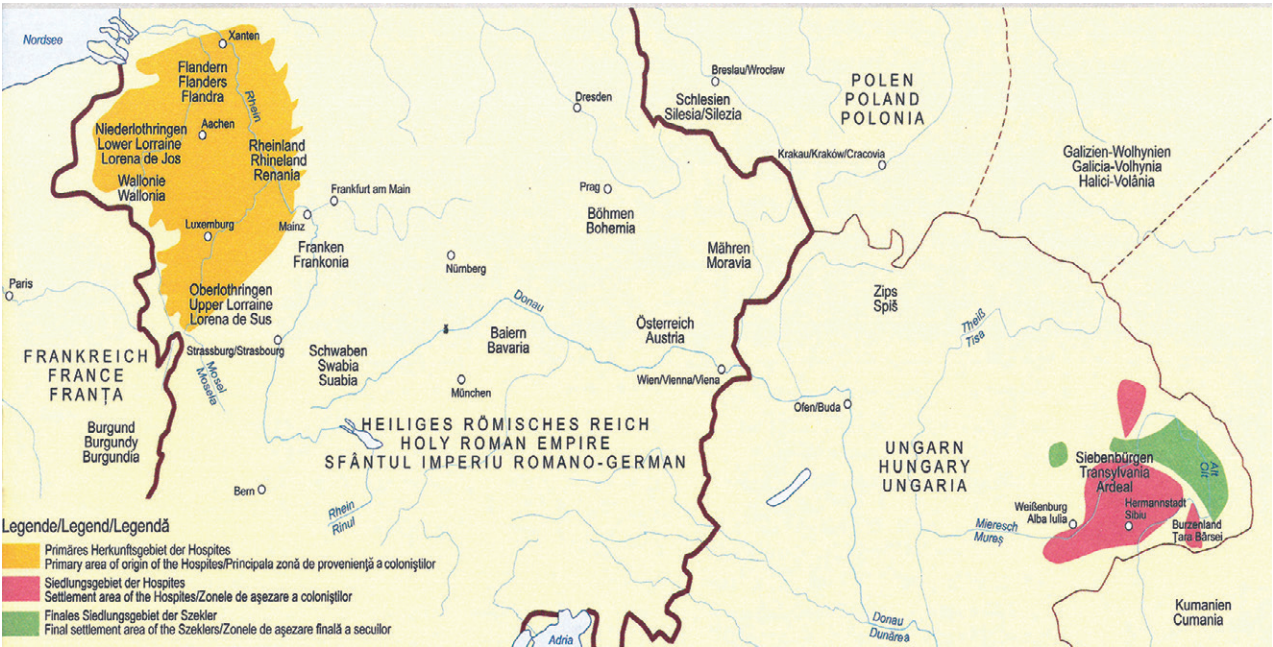 Nordsee
Xanten
Flandern
Flanders
Flandra
Rhein
Aachen
Niederlothringen
Lower Lorraine
Lorena de Jos
Rheinland
Rhineland
Renania
Wallonie
Wallonia
Luxemburg
Mainz
Frankfurt am Main
Franken
Frankonia
Oberlothringen
Upper Lorraine
Lorena de Sus
Paris
Strassburg/Strasbourg
Mosel
Mosela
FRANKREICH
FRANCE
FRANȚA
Burgund
Burgundy
Burgundia
Bern
Rhein
Rinul
Schwaben
Swabia
Suabia
Nürnberg
Donau
Baiern
Bavaria
München
Dresden
Prag
Böhmen
Bohemia
Breslau/Wrocław
Schlesien
Silesia/Silezia
POLEN
POLAND
POLONIA
Krakau/Kraków/Cracovia
Galizien-Wolhynien
Galicia-Volhynia
Halici-Volânia
Mähren
Moravia
Zips
Spiš
Theiß
Tisa
Österreich
Austria
Wien/Vienna/Viena
Ofen/Buda
HEILIGES RÖMISCHES REICH
HOLY ROMAN EMPIRE
SFÂNTUL IMPERIU ROMANO-GERMAN
UNGARN
HUNGARY
UNGARIA
Siebenbürgen
Transylvania
Ardeal
Alt
Olt
Weißenburg
Alba Iulia
Hermannstadt
Sibiu
Burzenland
Țara Bârsei
Mieresch
Mureș
Kumanien
Cumania
Donau
Dunărea
Adria
Legende/Legend/Legendă
Primäres Herkunftsgebiet der Hospites
Primary area of origin of the Hospites/Principala zonă de proveniență a coloniștilor
Siedlungsgebiet der Hospites
Settlement area of the Hospites/Zonele de așezare a coloniștilor
Finales Siedlungsgebiet der Szekler
Final settlement area of the Szeklers/Zonele de așezare finală a secuilor